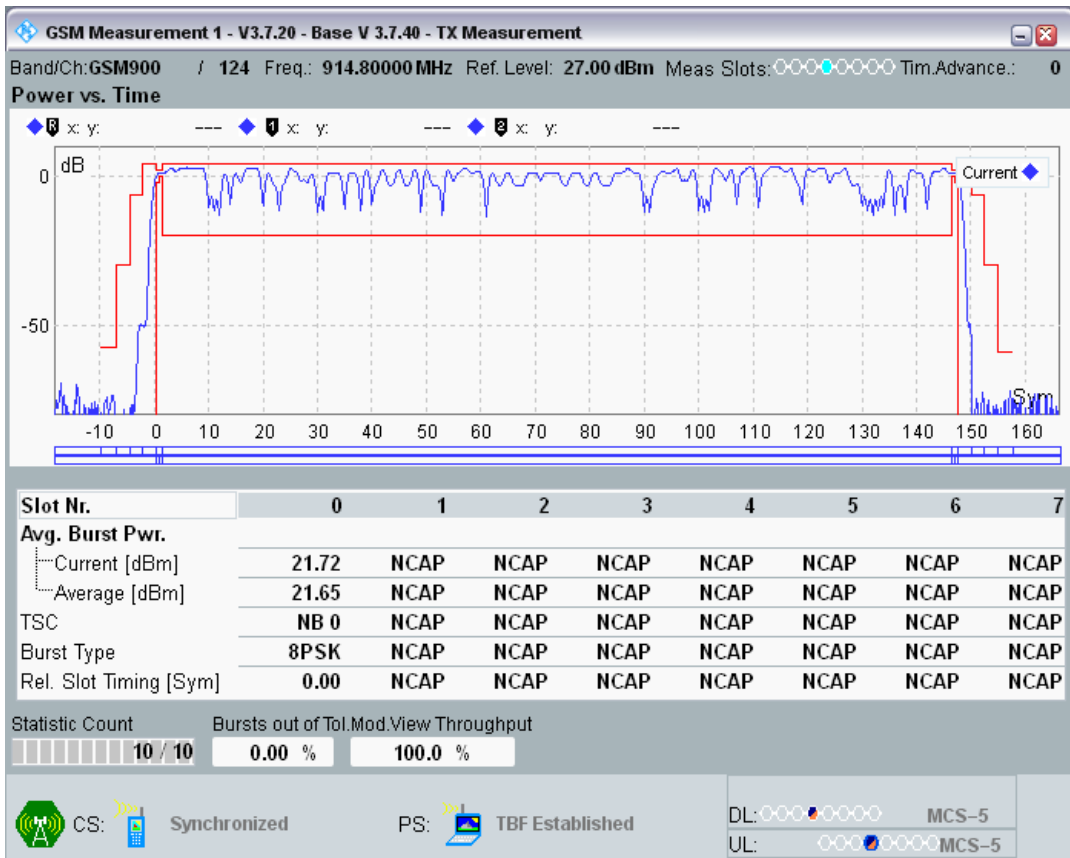 GSM Measurement 1 - V3.7.20 - Base V 3.7.40 - TX Measurement
Band/Ch:GSM900 / 124 Freq.: 914.80000 MHz Ref. Level: 27.00 dBm Meas Slots: Tim.Advance.: 0
Power vs. Time
R x: y: --- 1 x: y: --- 2 x: y: ---
dB
Current
0
-50
Sym
-10 0 10 20 30 40 50 60 70 80 90 100 110 120 130 140 150 160
Slot Nr. 0 1 2 3 4 5 6 7
Avg. Burst Pwr.
Current [dBm] 21.72 NCAP NCAP NCAP NCAP NCAP NCAP NCAP
Average [dBm] 21.65 NCAP NCAP NCAP NCAP NCAP NCAP NCAP
TSC NB 0 NCAP NCAP NCAP NCAP NCAP NCAP NCAP
Burst Type 8PSK NCAP NCAP NCAP NCAP NCAP NCAP NCAP
Rel. Slot Timing [Sym] 0.00 NCAP NCAP NCAP NCAP NCAP NCAP NCAP
Statistic Count Bursts out of Tol.Mod.View Throughput
10 / 10 0.00 % 100.0 %
CS: Synchronized PS: TBF Established
DL: MCS-5
UL: MCS-5